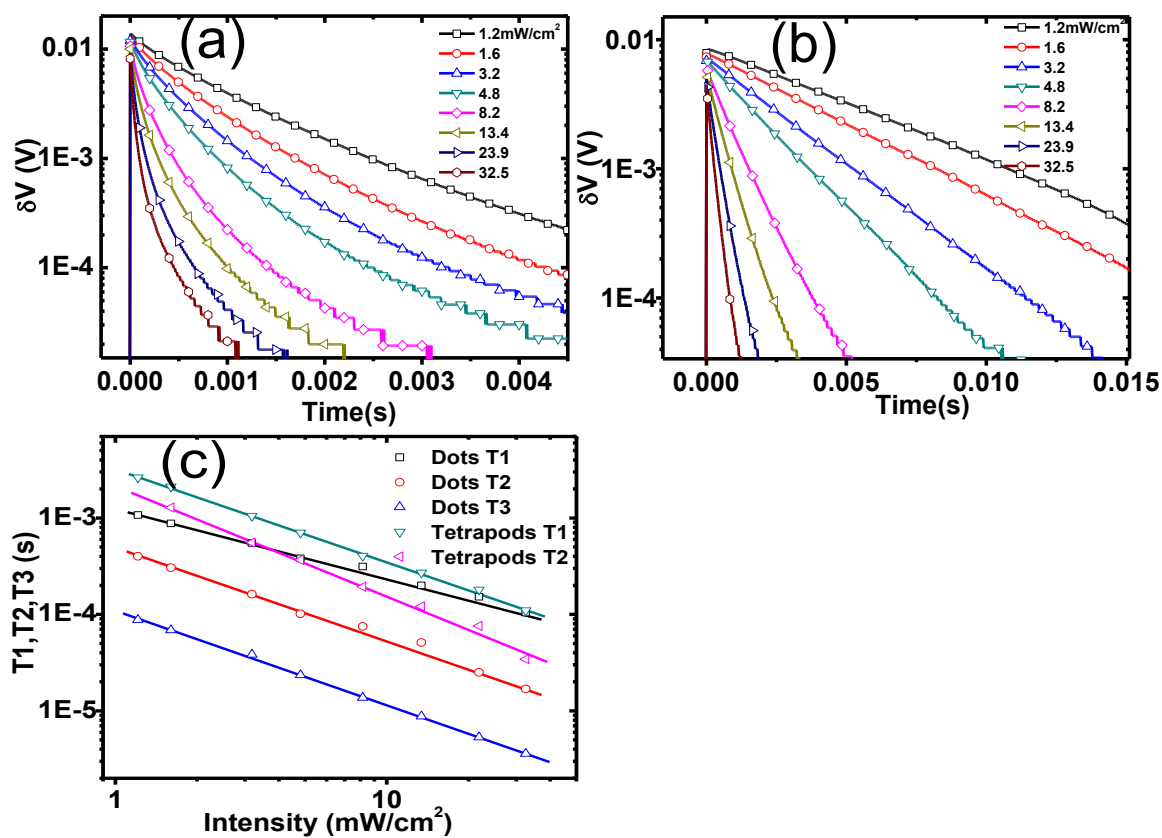 (a)
0.01
1E-3
1E-4
δV (V)
1.2mW/cm²
1.6
3.2
4.8
8.2
13.4
23.9
32.5
0.000 0.001 0.002 0.003 0.004
Time(s)
(b)
0.01
1E-3
1E-4
δV (V)
1.2mW/cm²
1.6
3.2
4.8
8.2
13.4
23.9
32.5
0.000 0.005 0.010 0.015
Time(s)
(c)
1E-3
1E-4
1E-5
T1,T2,T3 (s)
Dots T1
Dots T2
Dots T3
Tetrapods T1
Tetrapods T2
1 10
Intensity (mW/cm²)